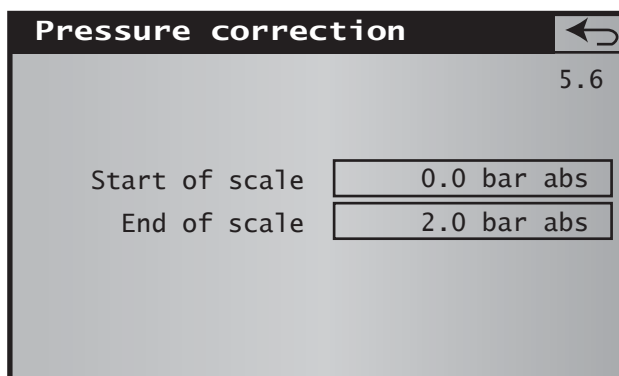 Pressure correction
5.6
Start of scale 0.0 bar abs
End of scale 2.0 bar abs